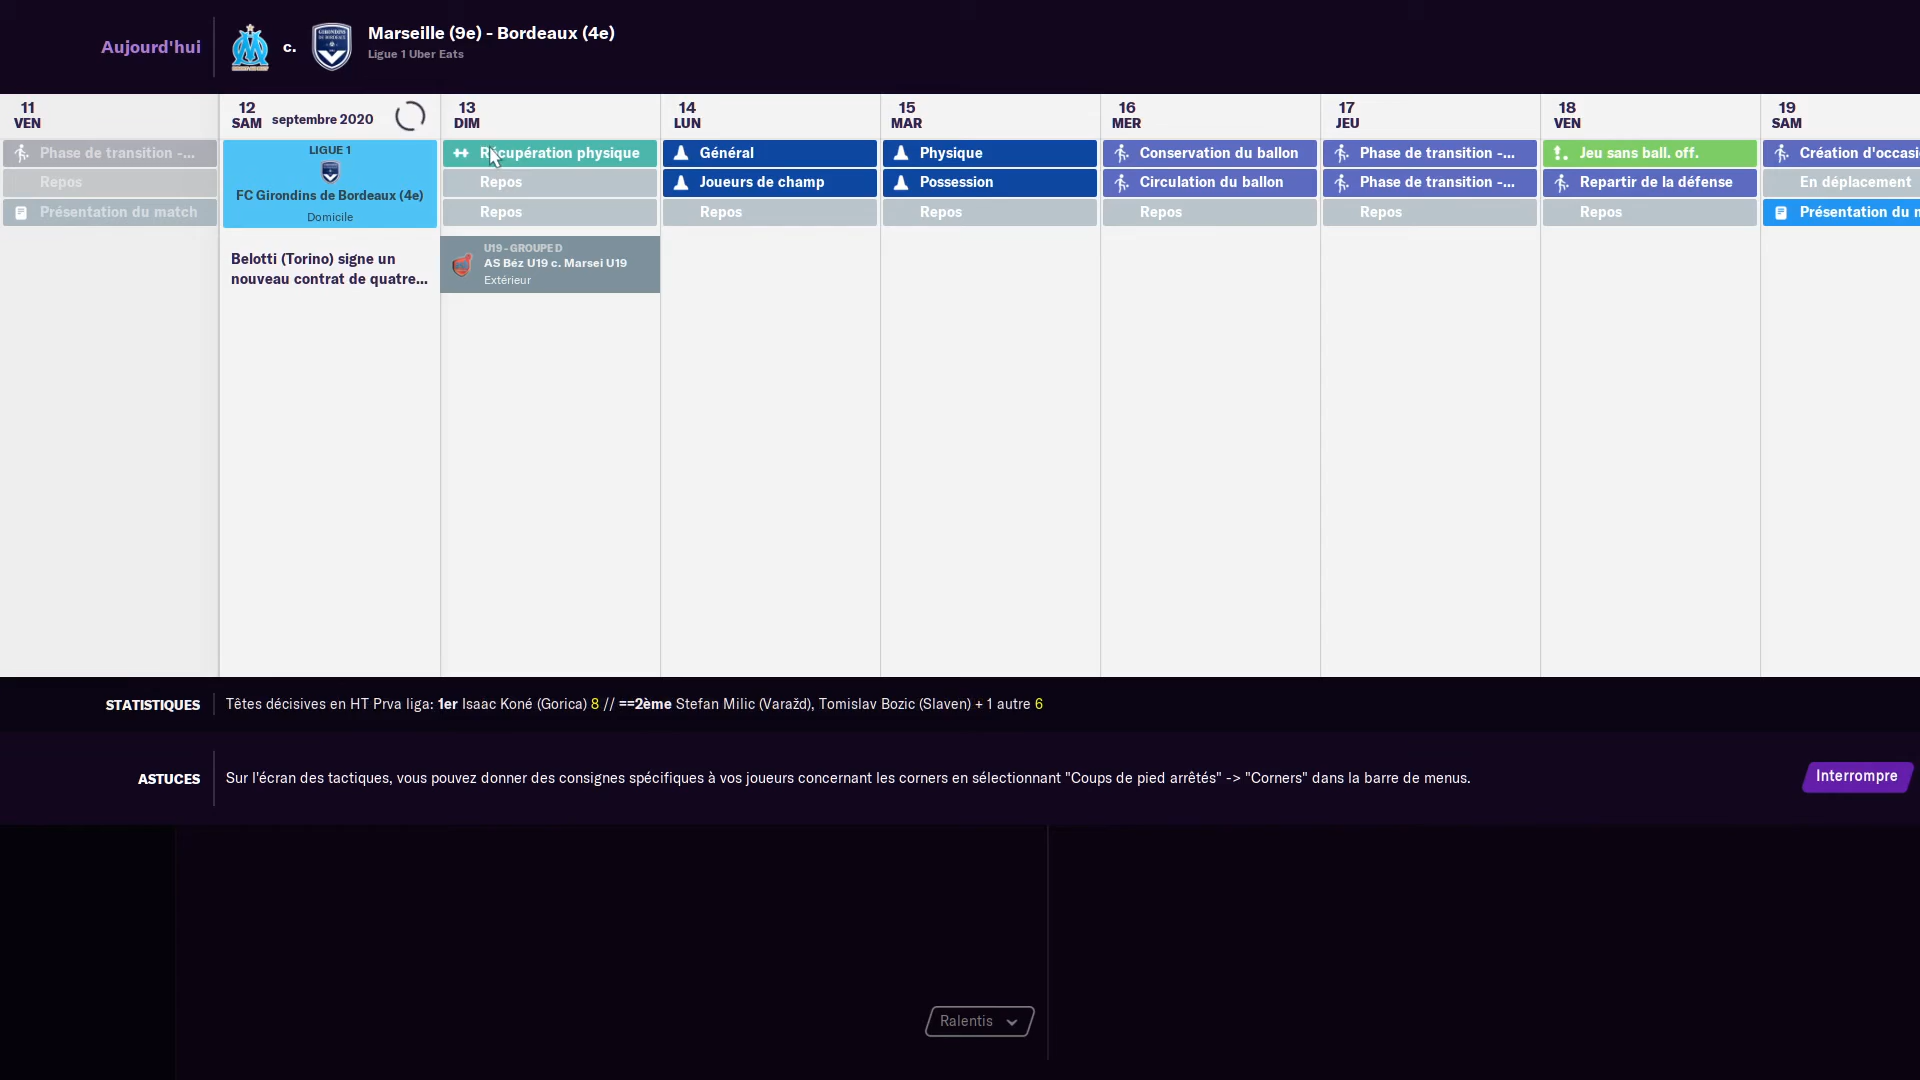 Aujourd'hui
c.
Marseille (9e) - Bordeaux (4e)
Ligue 1 Uber Eats
11
VEN
Phase de transition -...
Repos
Présentation du match
12
SAM septembre 2020
LIGUE 1
FC Girondins de Bordeaux (4e)
Domicile
Belotti (Torino) signe un
nouveau contrat de quatre...
13
DIM
Récupération physique
Repos
Repos
U19 - GROUPE D
AS Béz U19 c. Marsei U19
Extérieur
14
LUN
Général
Joueurs de champ
Repos
15
MAR
Physique
Possession
Repos
16
MER
Conservation du ballon
Circulation du ballon
Repos
17
JEU
Phase de transition -...
Phase de transition -...
Repos
18
VEN
Jeu sans ball. off.
Repartir de la défense
Repos
19
SAM
Création d'occasi
En déplacement
Présentation du m
STATISTIQUES
Têtes décisives en HT Prva liga: 1er Isaac Koné (Gorica) 8 // ==2ème Stefan Milic (Varažd), Tomislav Bozic (Slaven) + 1 autre 6
ASTUCES
Sur l'écran des tactiques, vous pouvez donner des consignes spécifiques à vos joueurs concernant les corners en sélectionnant "Coups de pied arrêtés" -> "Corners" dans la barre de menus.
Interrompre
Ralentis